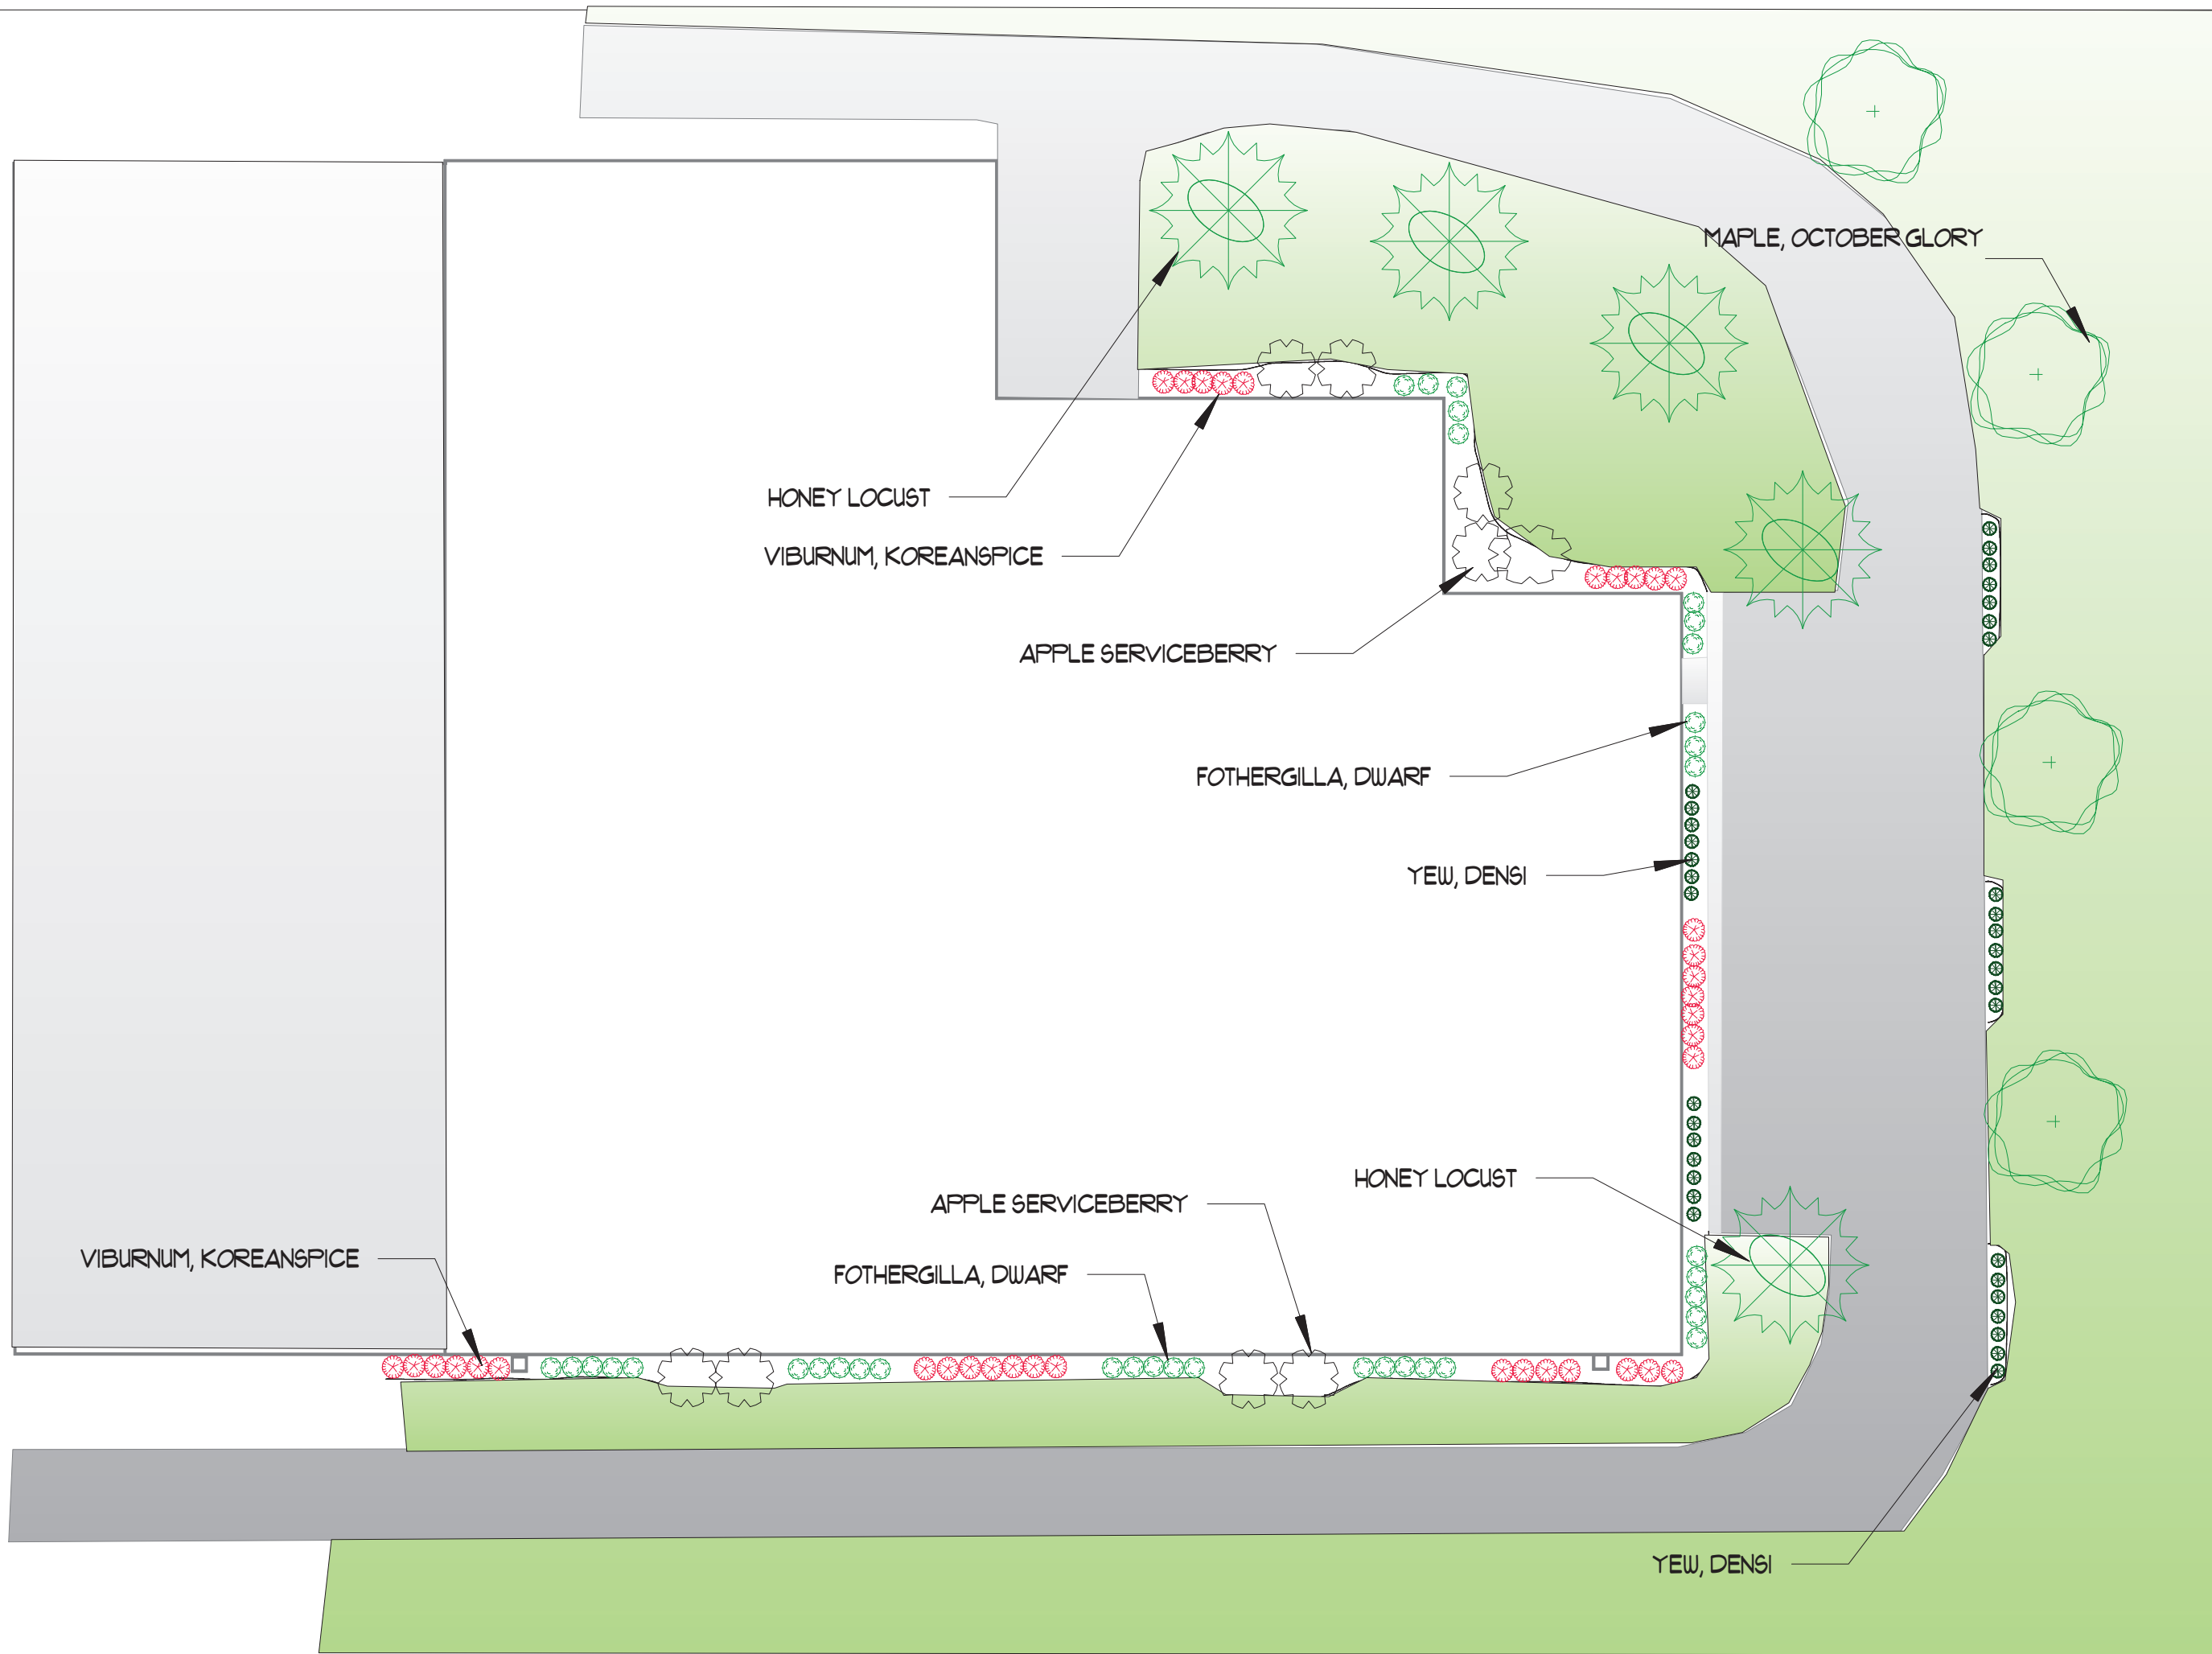 MAPLE, OCTOBER GLORY
HONEY LOCUST
VIBURNUM, KOREANSPICE
APPLE SERVICEBERRY
FOTHERGILLA, DWARF
YEW, DENSI
HONEY LOCUST
APPLE SERVICEBERRY
VIBURNUM, KOREANSPICE
FOTHERGILLA, DWARF
YEW, DENSI